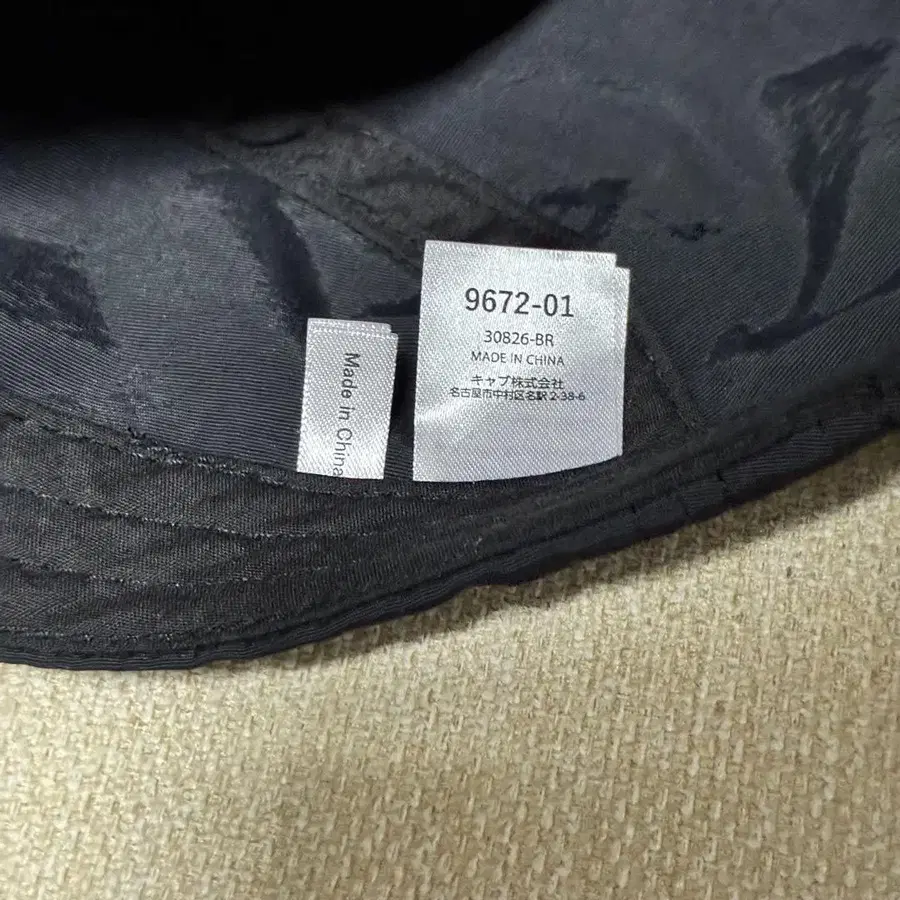 Made in China
9672-01
30826-BR
MADE IN CHINA
キャブ株式会社
名古屋市中村区名駅 2-38-6